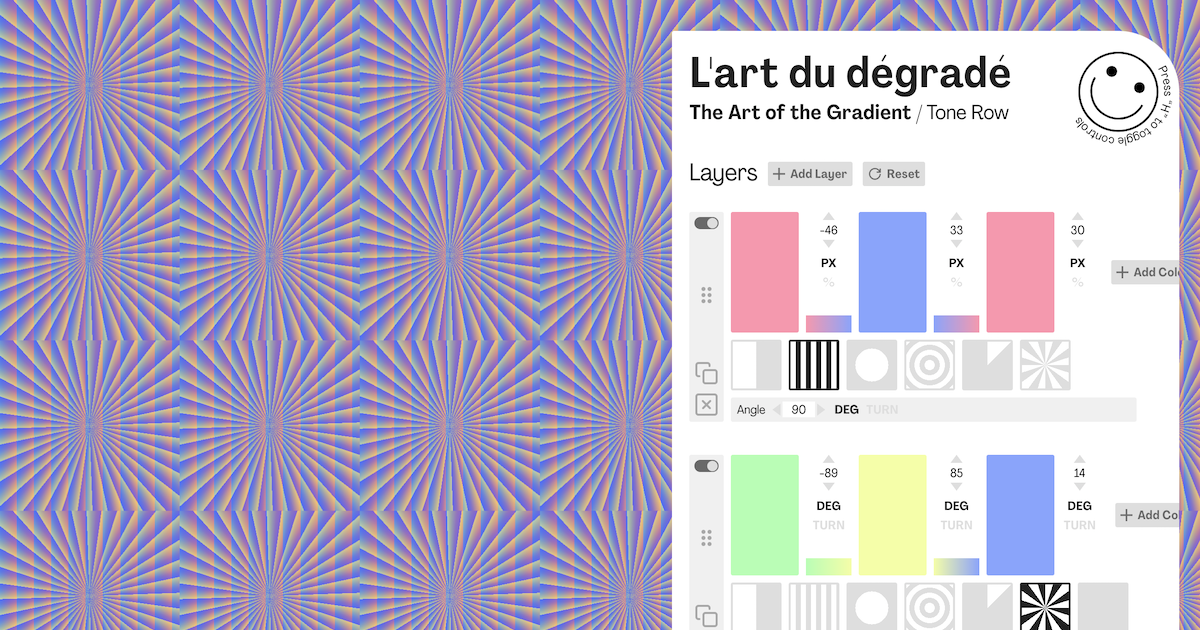 L'art du dégradé
The Art of the Gradient / Tone Row
Press "H" to toggle controls
Layers
+ Add Layer
Reset
-46
33
30
PX
PX
PX
%
%
%
+ Add Col
Angle
90
DEG
TURN
-89
85
14
DEG
DEG
DEG
TURN
TURN
TURN
+ Add Co